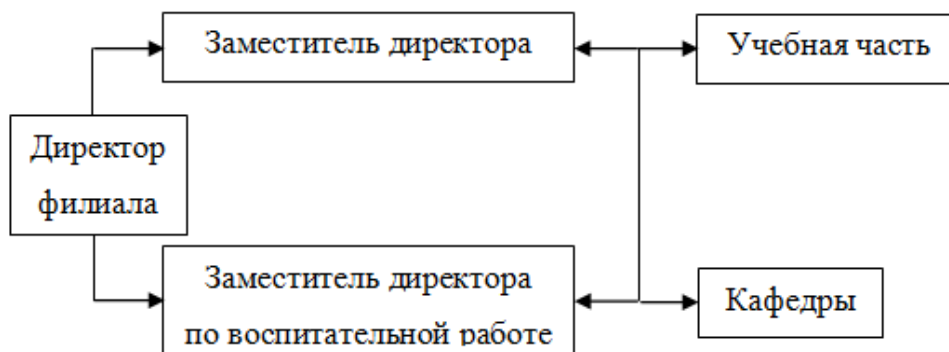 Заместитель директора
Учебная часть
Директор
филиала
Заместитель директора
по воспитательной работе
Кафедры